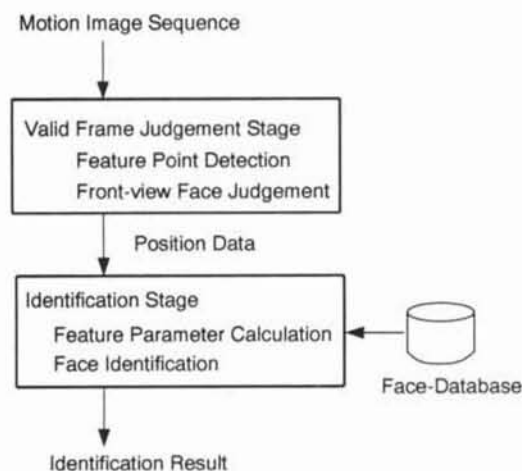 Motion Image Sequence
Valid Frame Judgement Stage
Feature Point Detection
Front-view Face Judgement
Position Data
Identification Stage
Feature Parameter Calculation
Face Identification
Face-Database
Identification Result